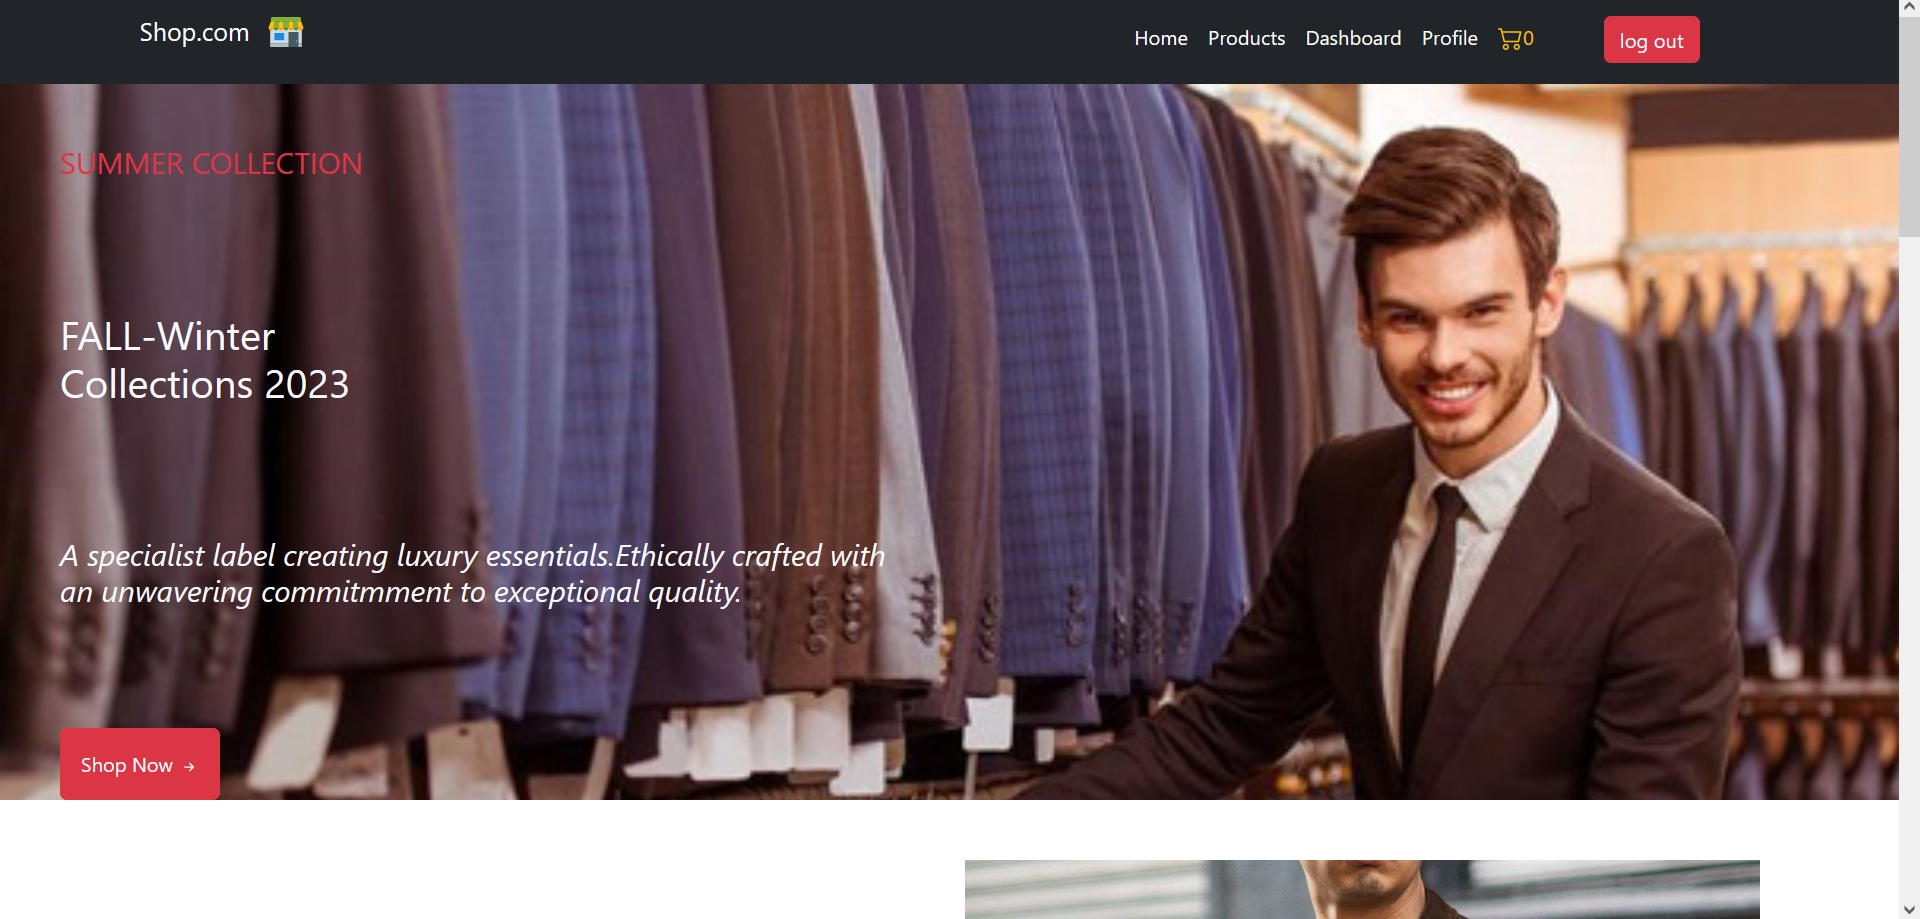 Shop.com
Home Products Dashboard Profile 0 log out
SUMMER COLLECTION
FALL-Winter
Collections 2023
A specialist label creating luxury essentials.Ethically crafted with
an unwavering commitmment to exceptional quality.
Shop Now →